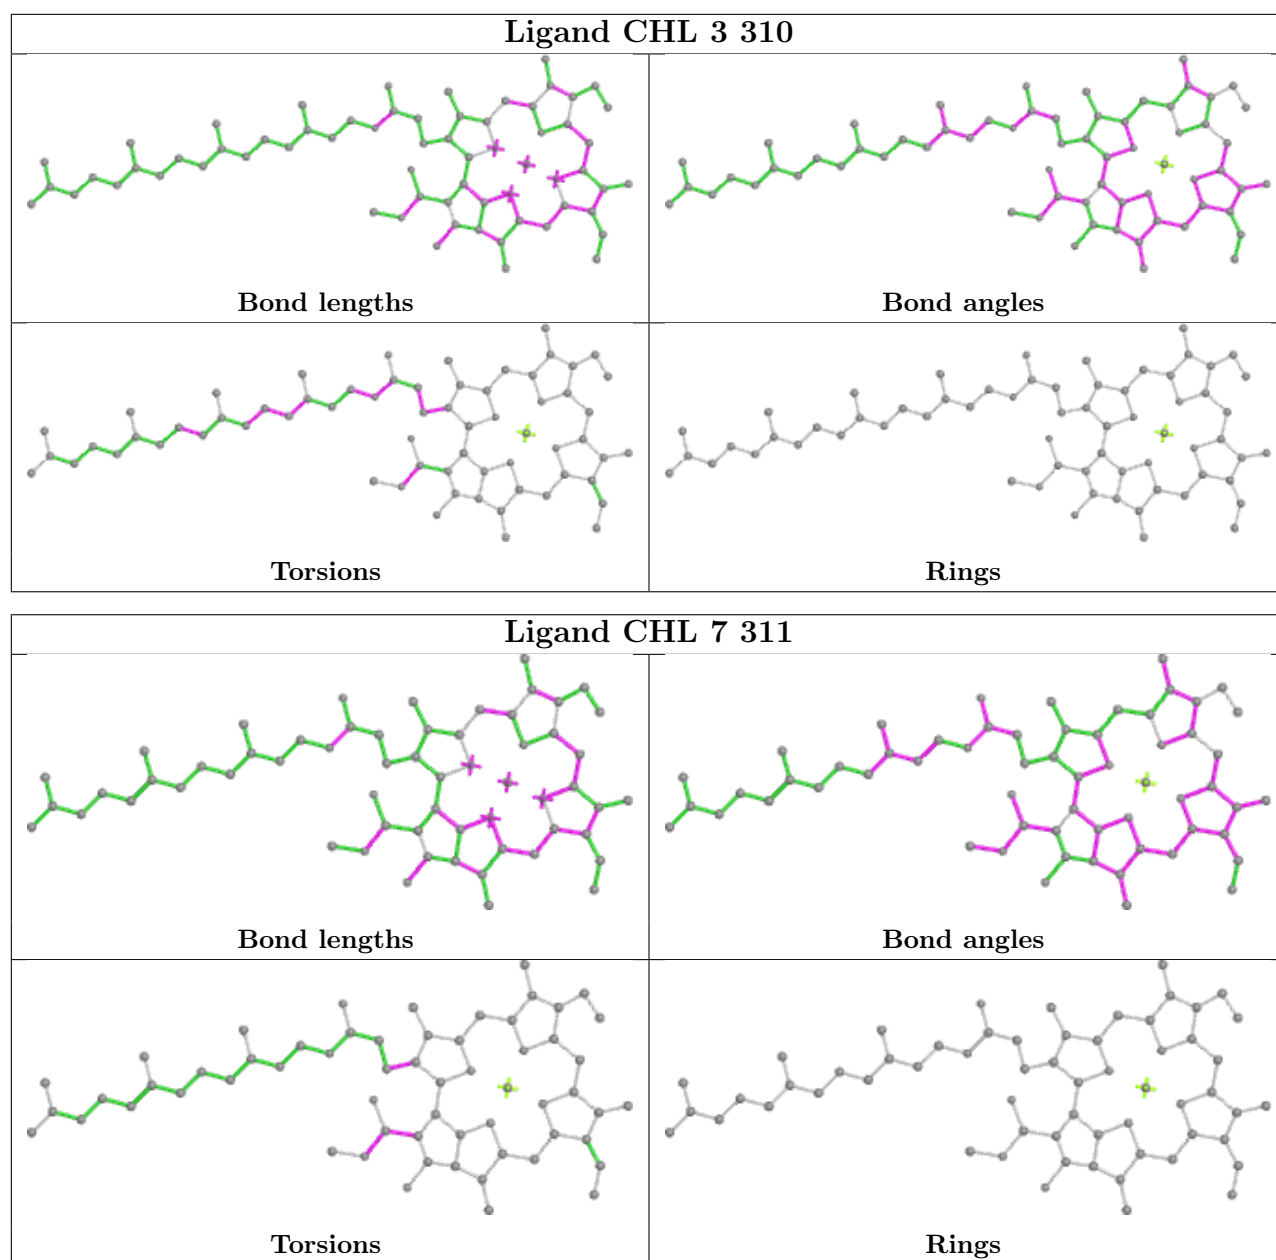 Ligand CHL 3 310
Bond lengths
Bond angles
Torsions
Rings
Ligand CHL 7 311
Bond lengths
Bond angles
Torsions
Rings